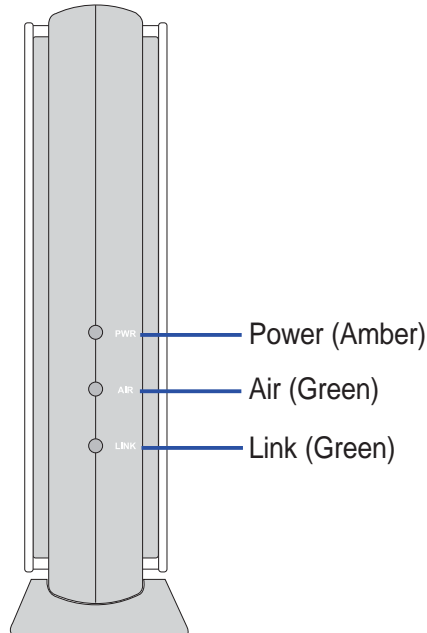 PWR
Power (Amber)
AIR
Air (Green)
LINK
Link (Green)